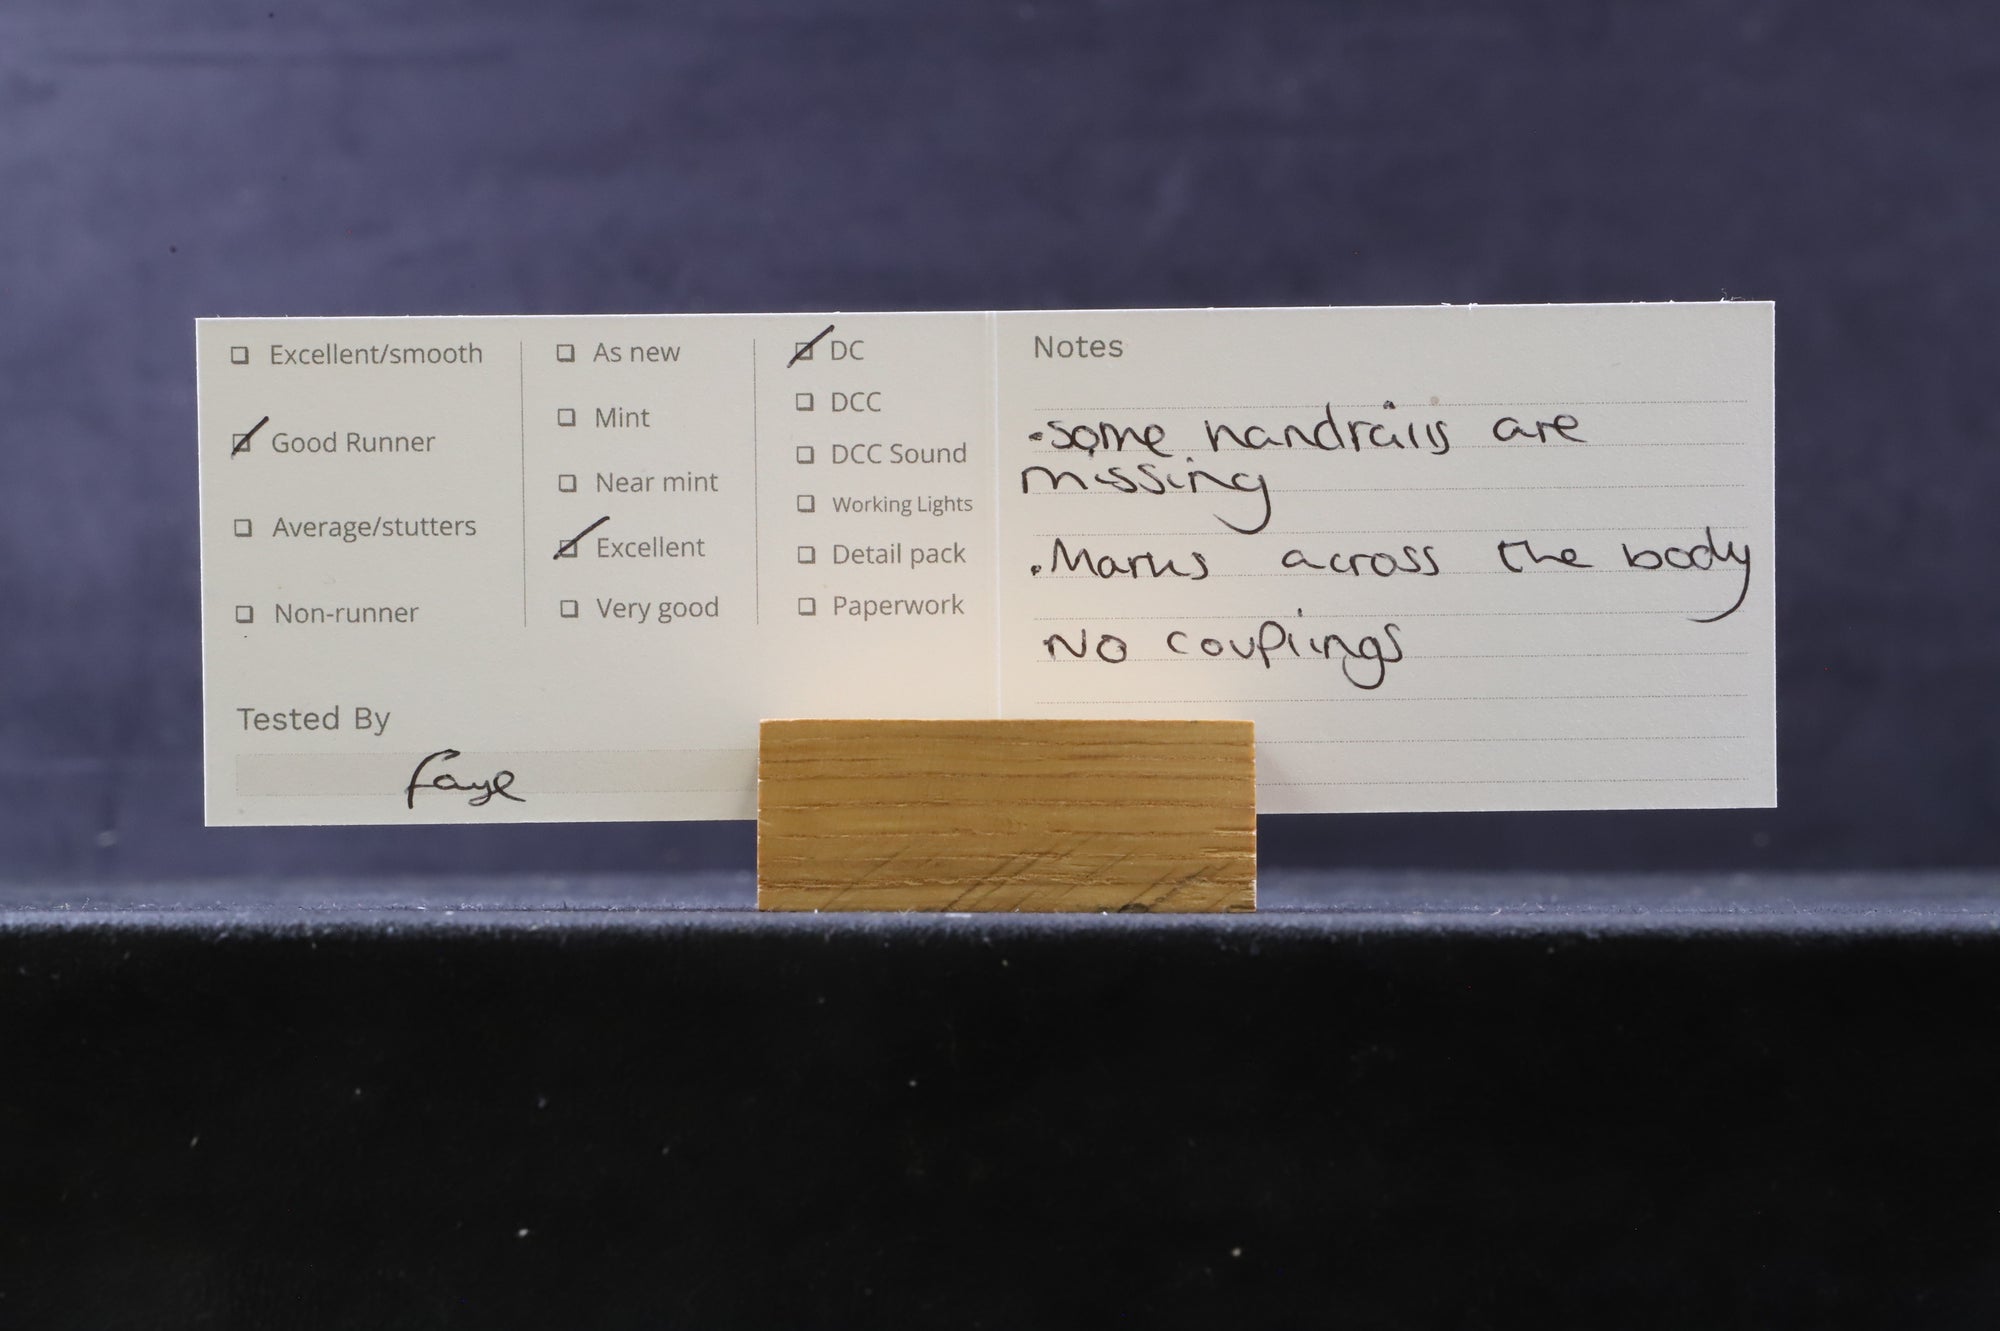 Excellent/smooth
Good Runner
Average/stutters
Non-runner
As new
Mint
Near mint
Excellent
Very good
DC
DCC
DCC Sound
Working Lights
Detail pack
Paperwork
Tested By
Faye
Notes
•some handrails are
missing
•Marks across the body
NO couplings